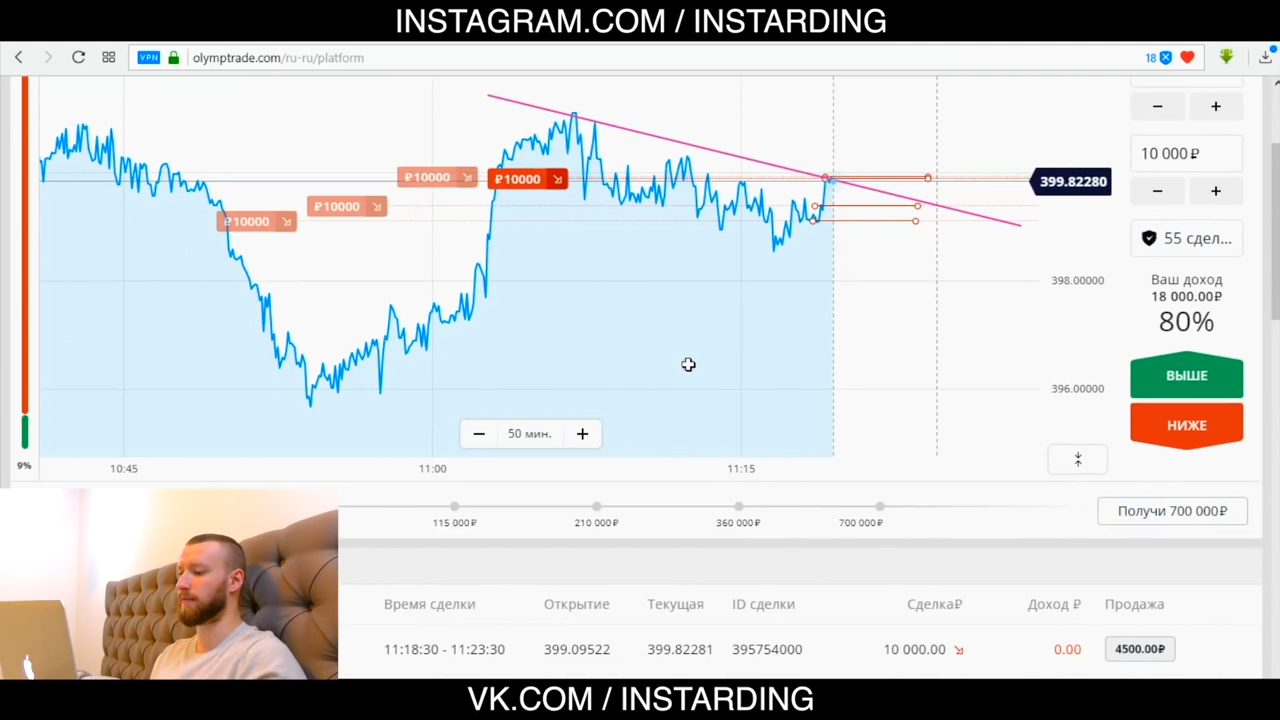 INSTAGRAM.COM / INSTARDING
VPN olymptrade.com/ru-ru/platform 18
− +
10 000 ₽
− +
55 сдел...
Ваш доход
18 000.00₽
80%
ВЫШЕ
НИЖЕ
₽10000
₽10000
₽10000
₽10000
399.82280
398.00000
396.00000
− 50 мин. +
9%
10:45 11:00 11:15
115 000₽ 210 000₽ 360 000₽ 700 000₽
Получи 700 000₽
Время сделки Открытие Текущая ID сделки Сделка₽ Доход ₽ Продажа
11:18:30 - 11:23:30 399.09522 399.82281 395754000 10 000.00 0.00 4500.00₽
VK.COM / INSTARDING